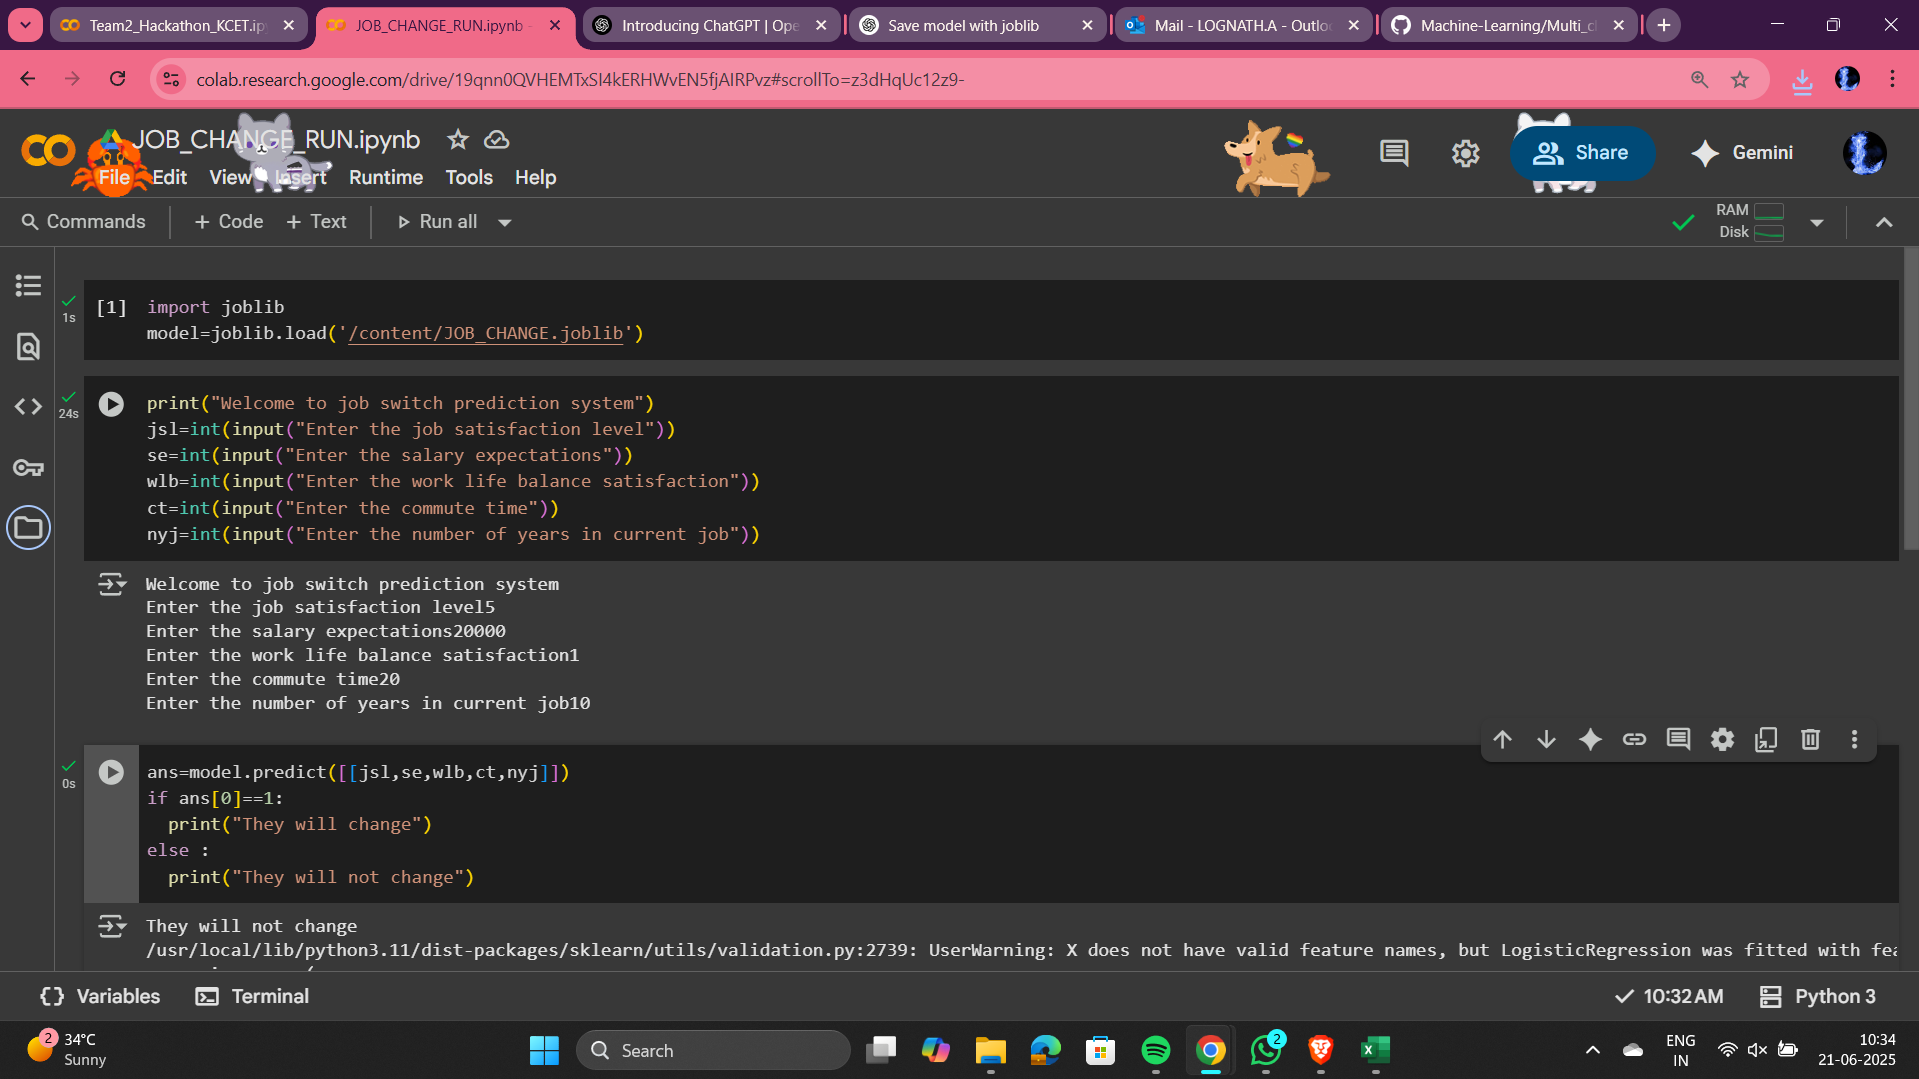 Team2_Hackathon_KCET.ip
JOB_CHANGE_RUN.ipynb -
Introducing ChatGPT | Ope
Save model with joblib
Mail - LOGNATH.A - Outlo
Machine-Learning/Multi_c
colab.research.google.com/drive/19qnn0QVHEMTxSI4kERHWvEN5fjAIRPvz#scrollTo=z3dHqUc12z9-
JOB_CHANGE_RUN.ipynb
File Edit View Insert Runtime Tools Help
Share
Gemini
Commands + Code + Text Run all
RAM
Disk
1s
[1] import joblib
model=joblib.load('/content/JOB_CHANGE.joblib')
24s
print("Welcome to job switch prediction system")
jsl=int(input("Enter the job satisfaction level"))
se=int(input("Enter the salary expectations"))
wlb=int(input("Enter the work life balance satisfaction"))
ct=int(input("Enter the commute time"))
nyj=int(input("Enter the number of years in current job"))
Welcome to job switch prediction system
Enter the job satisfaction level5
Enter the salary expectations20000
Enter the work life balance satisfaction1
Enter the commute time20
Enter the number of years in current job10
0s
ans=model.predict([[jsl,se,wlb,ct,nyj]])
if ans[0]==1:
  print("They will change")
else :
  print("They will not change")
They will not change
/usr/local/lib/python3.11/dist-packages/sklearn/utils/validation.py:2739: UserWarning: X does not have valid feature names, but LogisticRegression was fitted with fea
{} Variables Terminal
10:32 AM Python 3
2
34°C
Sunny
Search
2
ENG
IN
10:34
21-06-2025